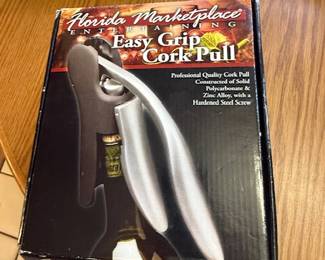 Florida Marketplace
ENTERTAINING
Easy Grip
Cork Pull
Professional Quality Cork Pull
Constructed of Solid
Polycarbonate &
Zinc Alloy, with a
Hardened Steel Screw